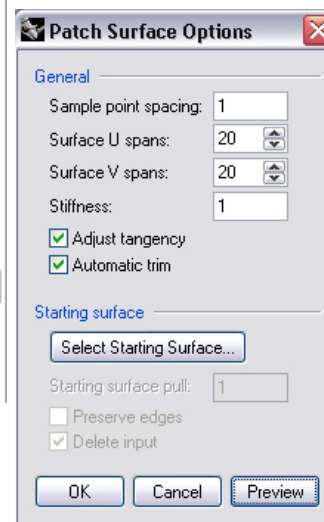 Patch Surface Options
General
Sample point spacing: 1
Surface U spans: 20
Surface V spans: 20
Stiffness: 1
Adjust tangency
Automatic trim
Starting surface
Select Starting Surface...
Starting surface pull: 1
Preserve edges
Delete input
OK Cancel Preview